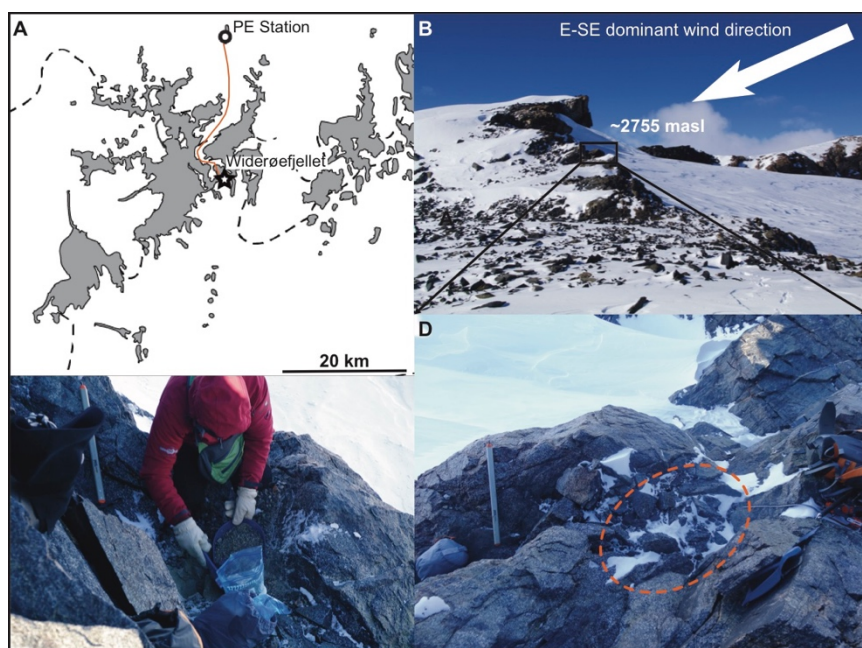 A
PE Station
Widerøefjellet
20 km
B
E-SE dominant wind direction
~2755 masl
D